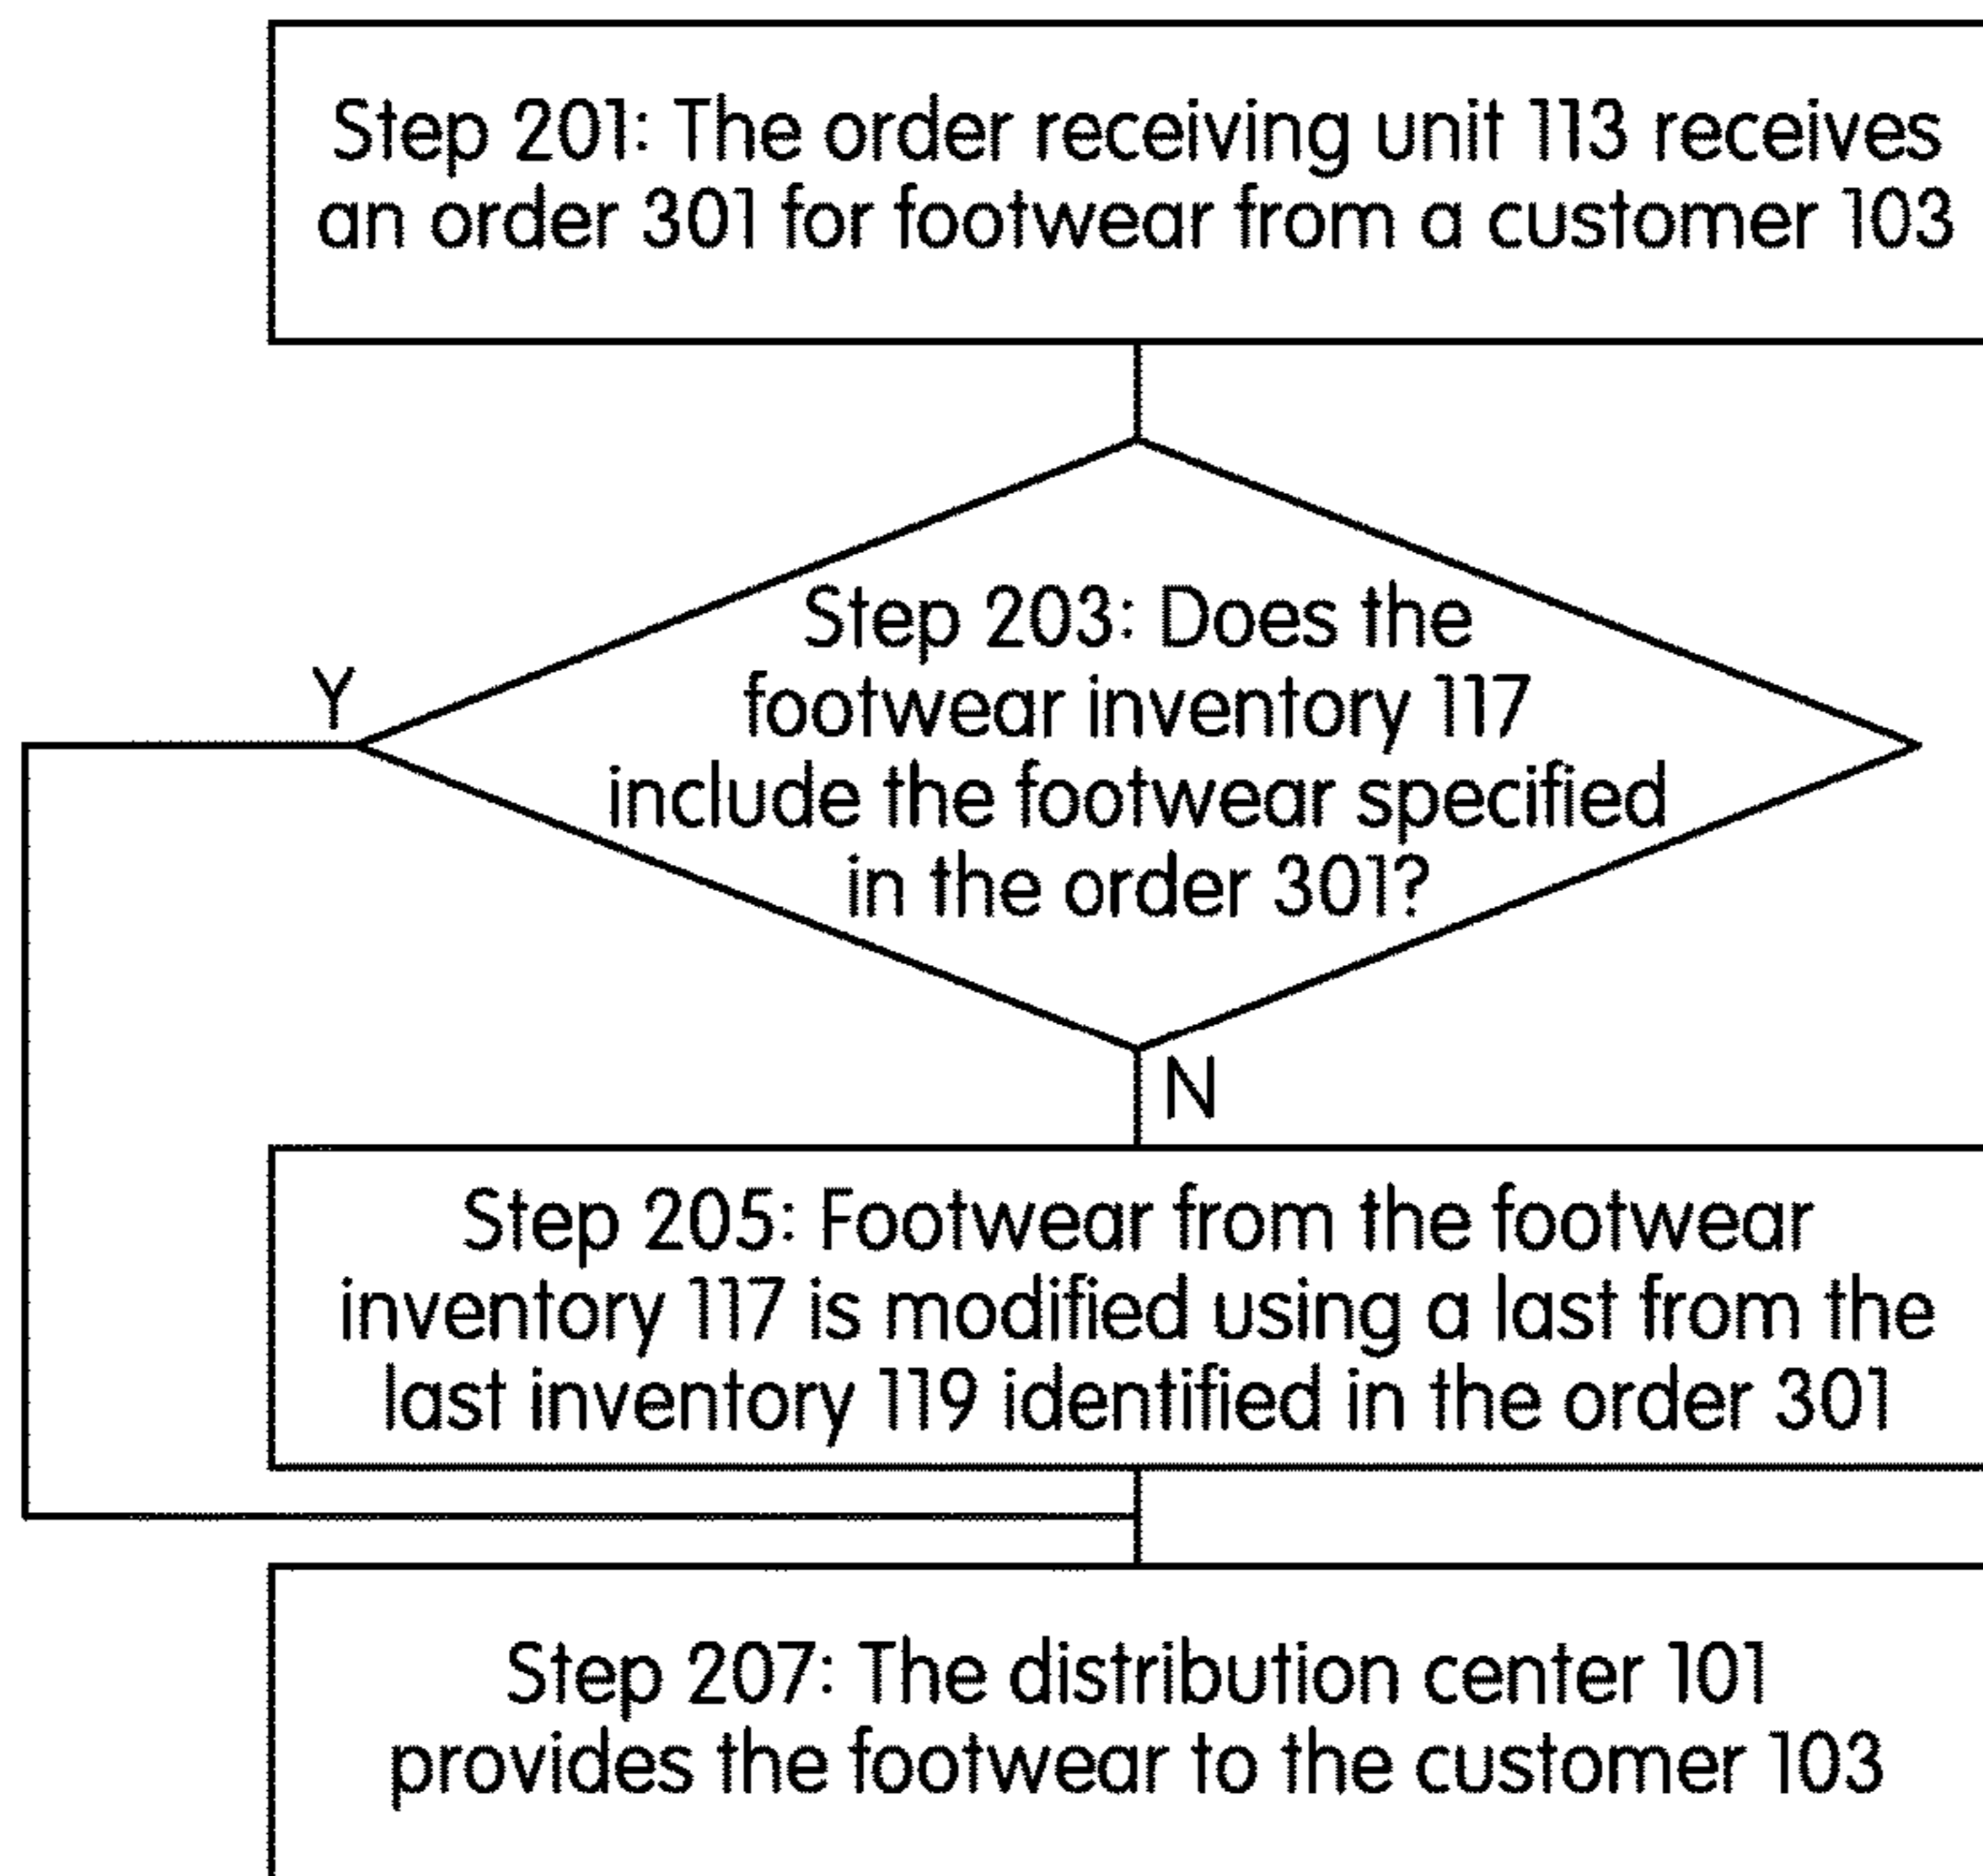 Step 201: The order receiving unit 113 receives
an order 301 for footwear from a customer 103
Step 203: Does the
footwear inventory 117
include the footwear specified
in the order 301?
Y
N
Step 205: Footwear from the footwear
inventory 117 is modified using a last from the
last inventory 119 identified in the order 301
Step 207: The distribution center 101
provides the footwear to the customer 103